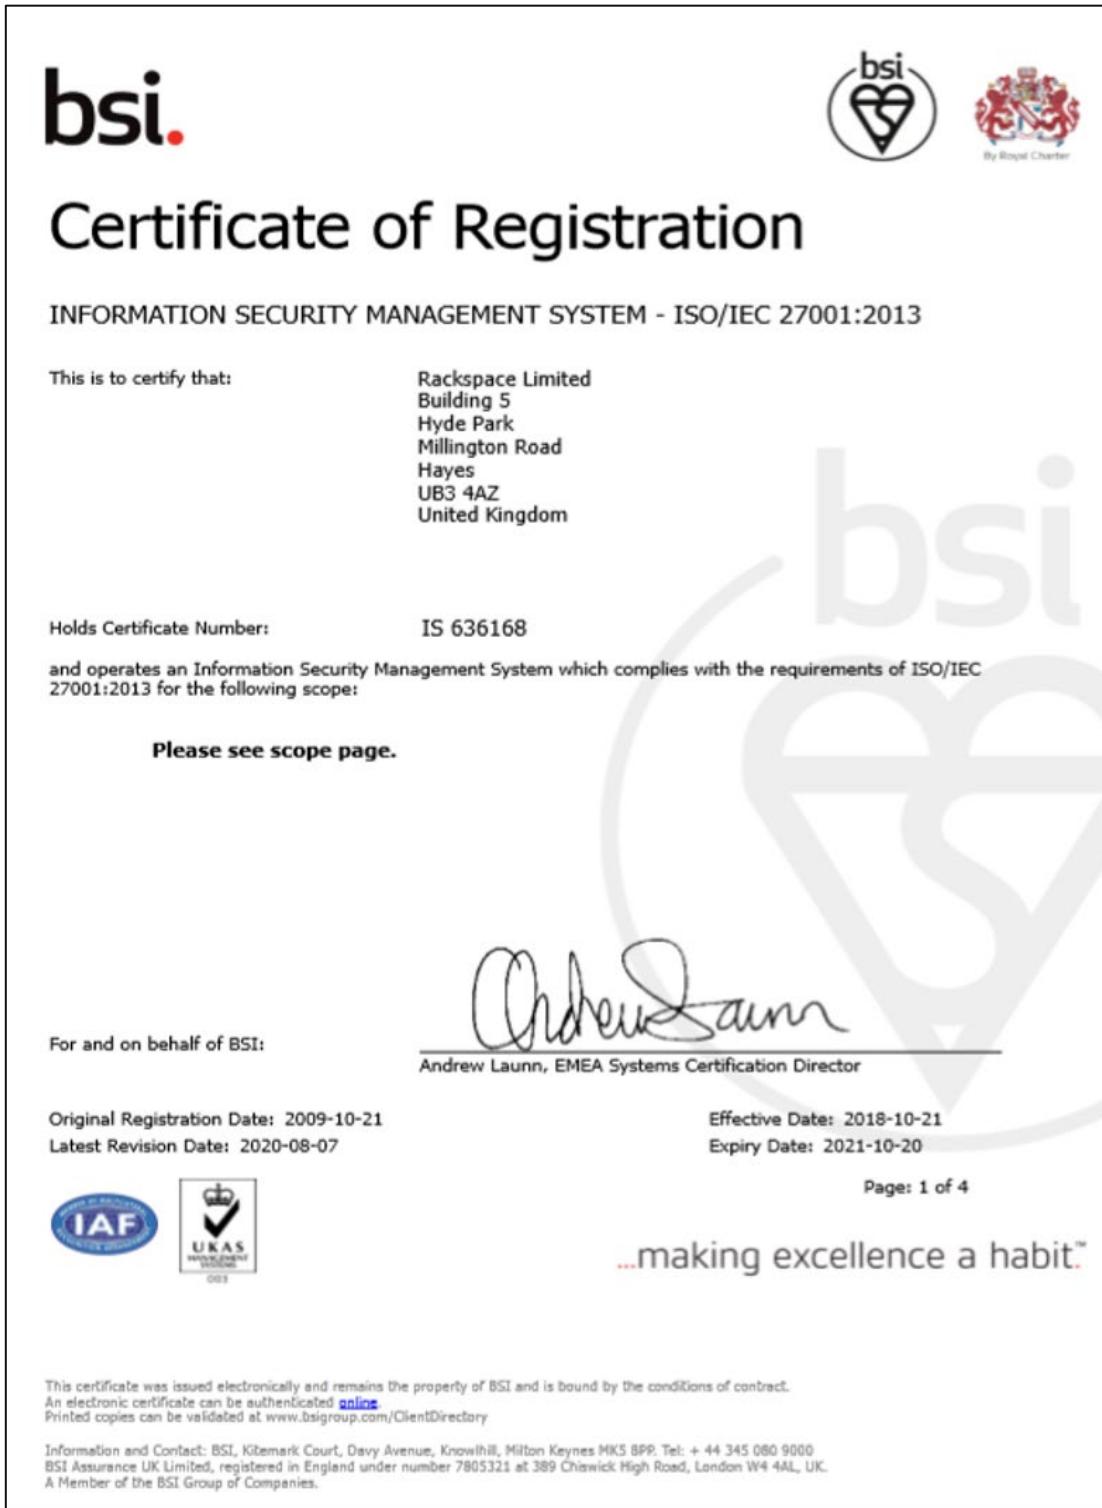 bsi.
bsi
By Royal Charter
Certificate of Registration
INFORMATION SECURITY MANAGEMENT SYSTEM - ISO/IEC 27001:2013
This is to certify that:
Rackspace Limited
Building 5
Hyde Park
Millington Road
Hayes
UB3 4AZ
United Kingdom
bsi
Holds Certificate Number:
IS 636168
and operates an Information Security Management System which complies with the requirements of ISO/IEC
27001:2013 for the following scope:
Please see scope page.
Andrew Launn
For and on behalf of BSI:
Andrew Launn, EMEA Systems Certification Director
Original Registration Date: 2009-10-21
Effective Date: 2018-10-21
Latest Revision Date: 2020-08-07
Expiry Date: 2021-10-20
Page: 1 of 4
IAF
UKAS
MANAGEMENT
SYSTEMS
003
...making excellence a habit.™
This certificate was issued electronically and remains the property of BSI and is bound by the conditions of contract.
An electronic certificate can be authenticated online.
Printed copies can be validated at www.bsigroup.com/ClientDirectory
Information and Contact: BSI, Kitemark Court, Davy Avenue, Knowlhill, Milton Keynes MK5 8PP. Tel: + 44 345 080 9000
BSI Assurance UK Limited, registered in England under number 7805321 at 389 Chiswick High Road, London W4 4AL, UK.
A Member of the BSI Group of Companies.